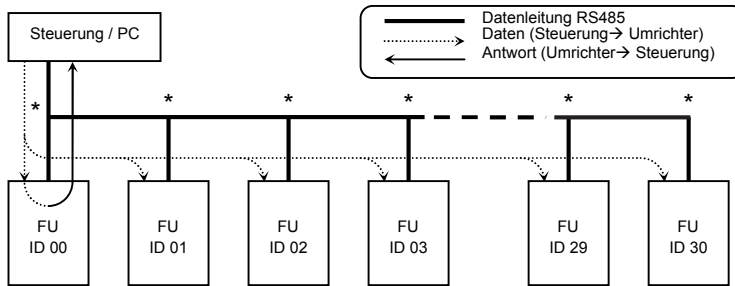 Steuerung / PC
Datenleitung RS485
Daten (Steuerung→ Umrichter)
Antwort (Umrichter→ Steuerung)
* * * * * *
FU FU FU FU FU FU
ID 00 ID 01 ID 02 ID 03 ID 29 ID 30